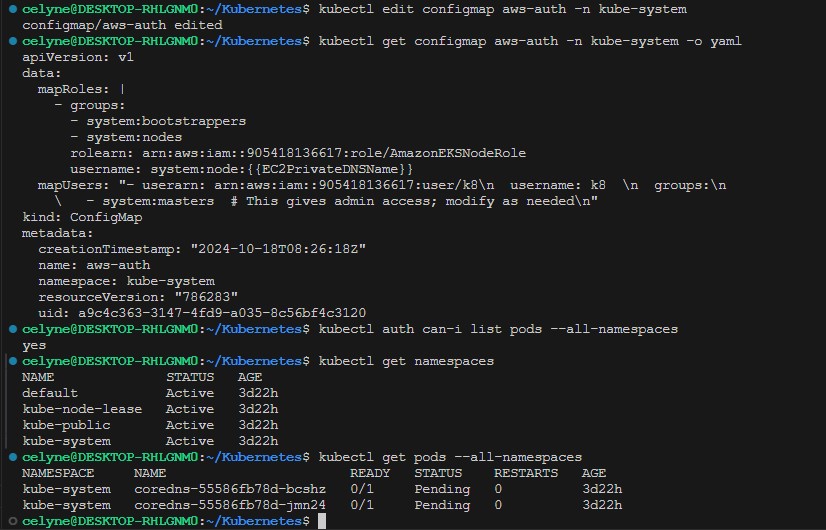 celyne@DESKTOP-RHLGNM0:~/Kubernetes$ kubectl edit configmap aws-auth -n kube-system
configmap/aws-auth edited
celyne@DESKTOP-RHLGNM0:~/Kubernetes$ kubectl get configmap aws-auth -n kube-system -o yaml
apiVersion: v1
data:
  mapRoles: |
    - groups:
      - system:bootstrappers
      - system:nodes
      rolearn: arn:aws:iam::905418136617:role/AmazonEKSNodeRole
      username: system:node:{{EC2PrivateDNSName}}
  mapUsers: "- userarn: arn:aws:iam::905418136617:user/k8\n  username: k8  \n  groups:\n
    \   - system:masters  # This gives admin access; modify as needed\n"
kind: ConfigMap
metadata:
  creationTimestamp: "2024-10-18T08:26:18Z"
  name: aws-auth
  namespace: kube-system
  resourceVersion: "786283"
  uid: a9c4c363-3147-4fd9-a035-8c56bf4c3120
celyne@DESKTOP-RHLGNM0:~/Kubernetes$ kubectl auth can-i list pods --all-namespaces
yes
celyne@DESKTOP-RHLGNM0:~/Kubernetes$ kubectl get namespaces
NAME              STATUS   AGE
default           Active   3d22h
kube-node-lease   Active   3d22h
kube-public       Active   3d22h
kube-system       Active   3d22h
celyne@DESKTOP-RHLGNM0:~/Kubernetes$ kubectl get pods --all-namespaces
NAMESPACE     NAME                       READY   STATUS    RESTARTS   AGE
kube-system   coredns-55586fb78d-bcshz   0/1     Pending   0          3d22h
kube-system   coredns-55586fb78d-jmn24   0/1     Pending   0          3d22h
celyne@DESKTOP-RHLGNM0:~/Kubernetes$